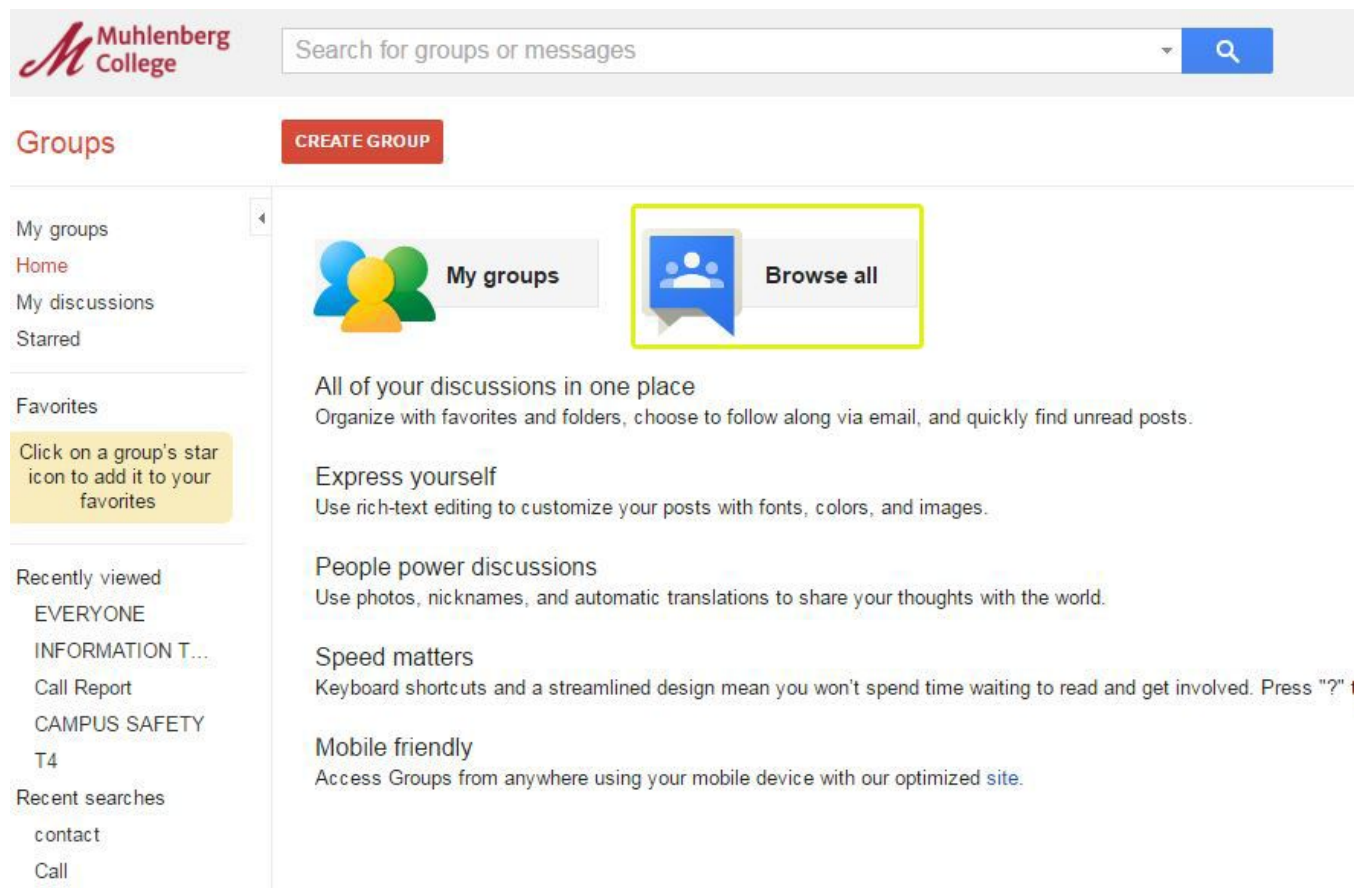 Muhlenberg
College
Search for groups or messages
Groups
CREATE GROUP
My groups
Home
My discussions
Starred
Favorites
Click on a group's star
icon to add it to your
favorites
Recently viewed
EVERYONE
INFORMATION T...
Call Report
CAMPUS SAFETY
T4
Recent searches
contact
Call
My groups
Browse all
All of your discussions in one place
Organize with favorites and folders, choose to follow along via email, and quickly find unread posts.
Express yourself
Use rich-text editing to customize your posts with fonts, colors, and images.
People power discussions
Use photos, nicknames, and automatic translations to share your thoughts with the world.
Speed matters
Keyboard shortcuts and a streamlined design mean you won't spend time waiting to read and get involved. Press "?"
Mobile friendly
Access Groups from anywhere using your mobile device with our optimized site.